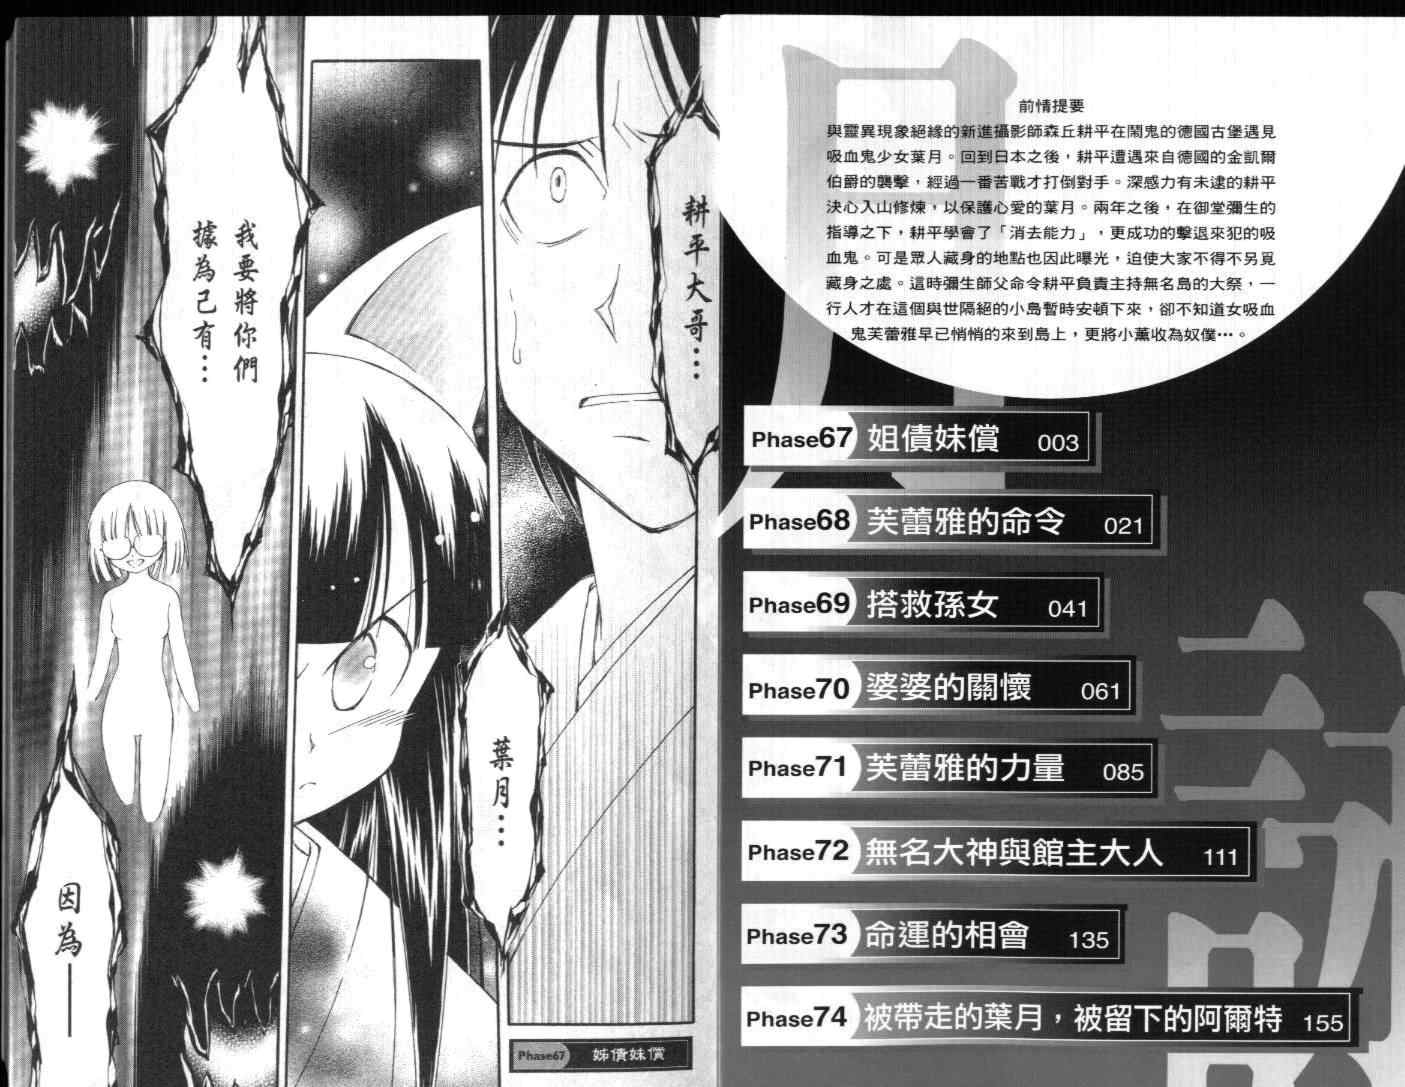 前情提要
與靈異現象絕緣的新進攝影師森丘耕平在鬧鬼的德國古堡遇見
吸血鬼少女葉月。回到日本之後，耕平遭遇來自德國的金凱爾
伯爵的襲擊，經過一番苦戰才打倒對手。深感力有未逮的耕平
決心入山修煉，以保護心愛的葉月。兩年之後，在御堂彌生的
指導之下，耕平學會了「消去能力」，更成功的擊退來犯的吸
血鬼。可是眾人藏身的地點也因此曝光，迫使大家不得不另覓
藏身之處。這時彌生師父命令耕平負責主持無名島的大祭，一
行人才在這個與世隔絕的小島暫時安頓下來，卻不知道女吸血
鬼芙蕾雅早已悄悄的來到島上，更將小薰收為奴僕⋯。
Phase67 姐債妹償 003
Phase68 芙蕾雅的命令 021
Phase69 搭救孫女 041
Phase70 婆婆的關懷 061
Phase71 芙蕾雅的力量 085
Phase72 無名大神與館主大人 111
Phase73 命運的相會 135
Phase74 被帶走的葉月，被留下的阿爾特 155
耕平大哥⋯
葉月⋯⋯
我要將你們
據為己有⋯
因為——
Phase67 姊債妹償